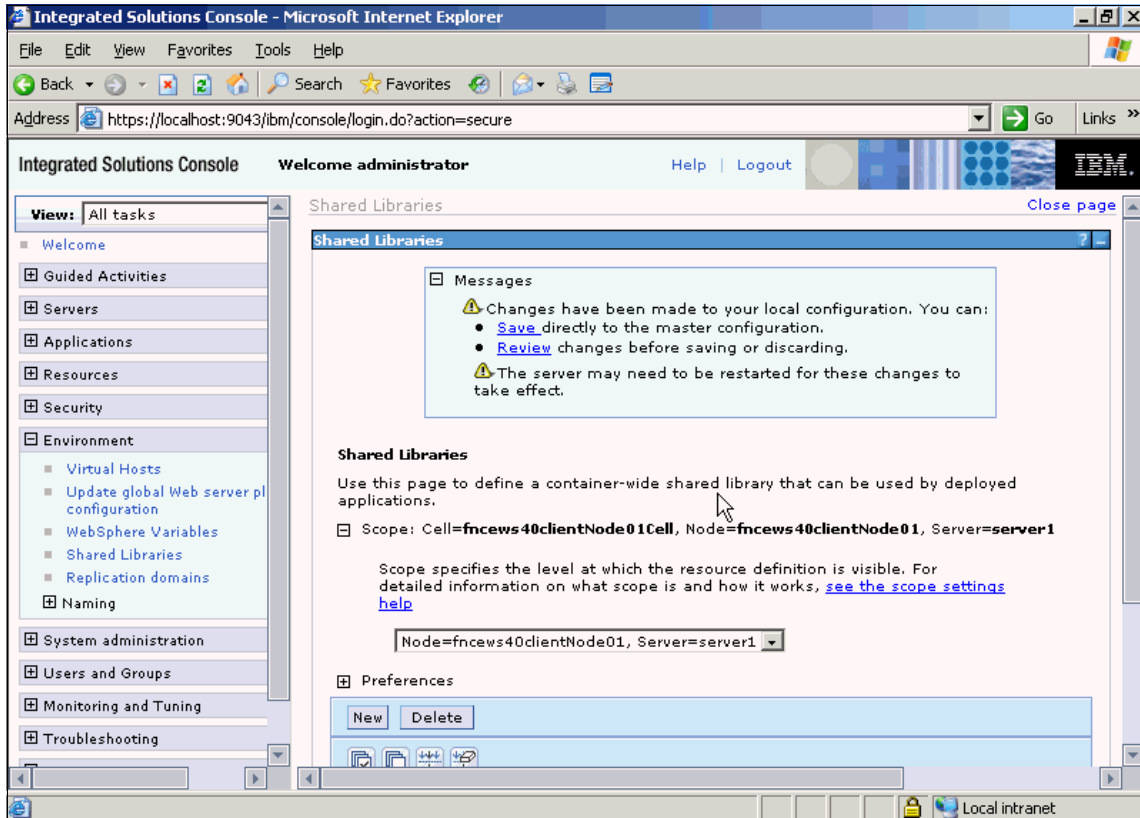 Integrated Solutions Console - Microsoft Internet Explorer
File Edit View Favorites Tools Help
Back Search Favorites
Address https://localhost:9043/ibm/console/login.do?action=secure Go Links »
Integrated Solutions Console Welcome administrator Help | Logout IBM.
View: All tasks
Welcome
Guided Activities
Servers
Applications
Resources
Security
Environment
Virtual Hosts
Update global Web server pl
configuration
WebSphere Variables
Shared Libraries
Replication domains
Naming
System administration
Users and Groups
Monitoring and Tuning
Troubleshooting
Shared Libraries Close page
Shared Libraries ? –
Messages
Changes have been made to your local configuration. You can:
Save directly to the master configuration.
Review changes before saving or discarding.
The server may need to be restarted for these changes to
take effect.
Shared Libraries
Use this page to define a container-wide shared library that can be used by deployed
applications.
Scope: Cell=fncews40clientNode01Cell, Node=fncews40clientNode01, Server=server1
Scope specifies the level at which the resource definition is visible. For
detailed information on what scope is and how it works, see the scope settings
help
Node=fncews40clientNode01, Server=server1
Preferences
New Delete
Local intranet